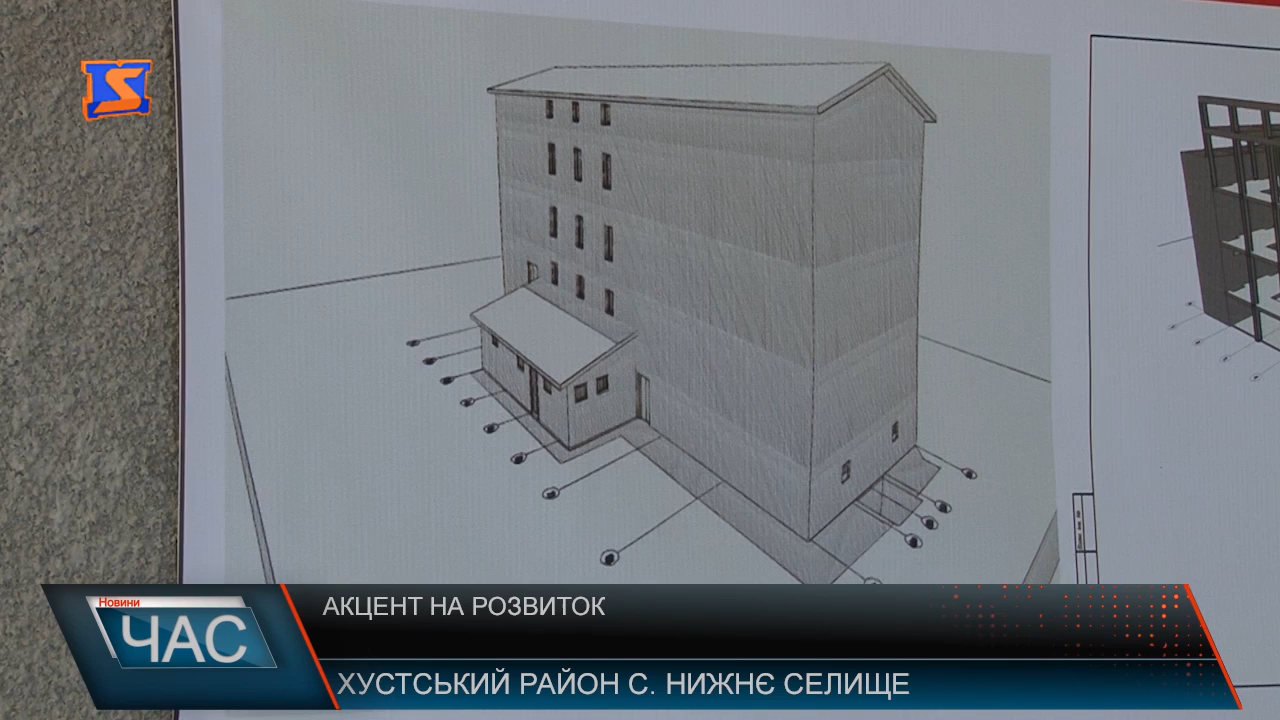 АКЦЕНТ НА РОЗВИТОК
Новини
ЧАС
ХУСТСЬКИЙ РАЙОН С. НИЖНЄ СЕЛИЩЕ